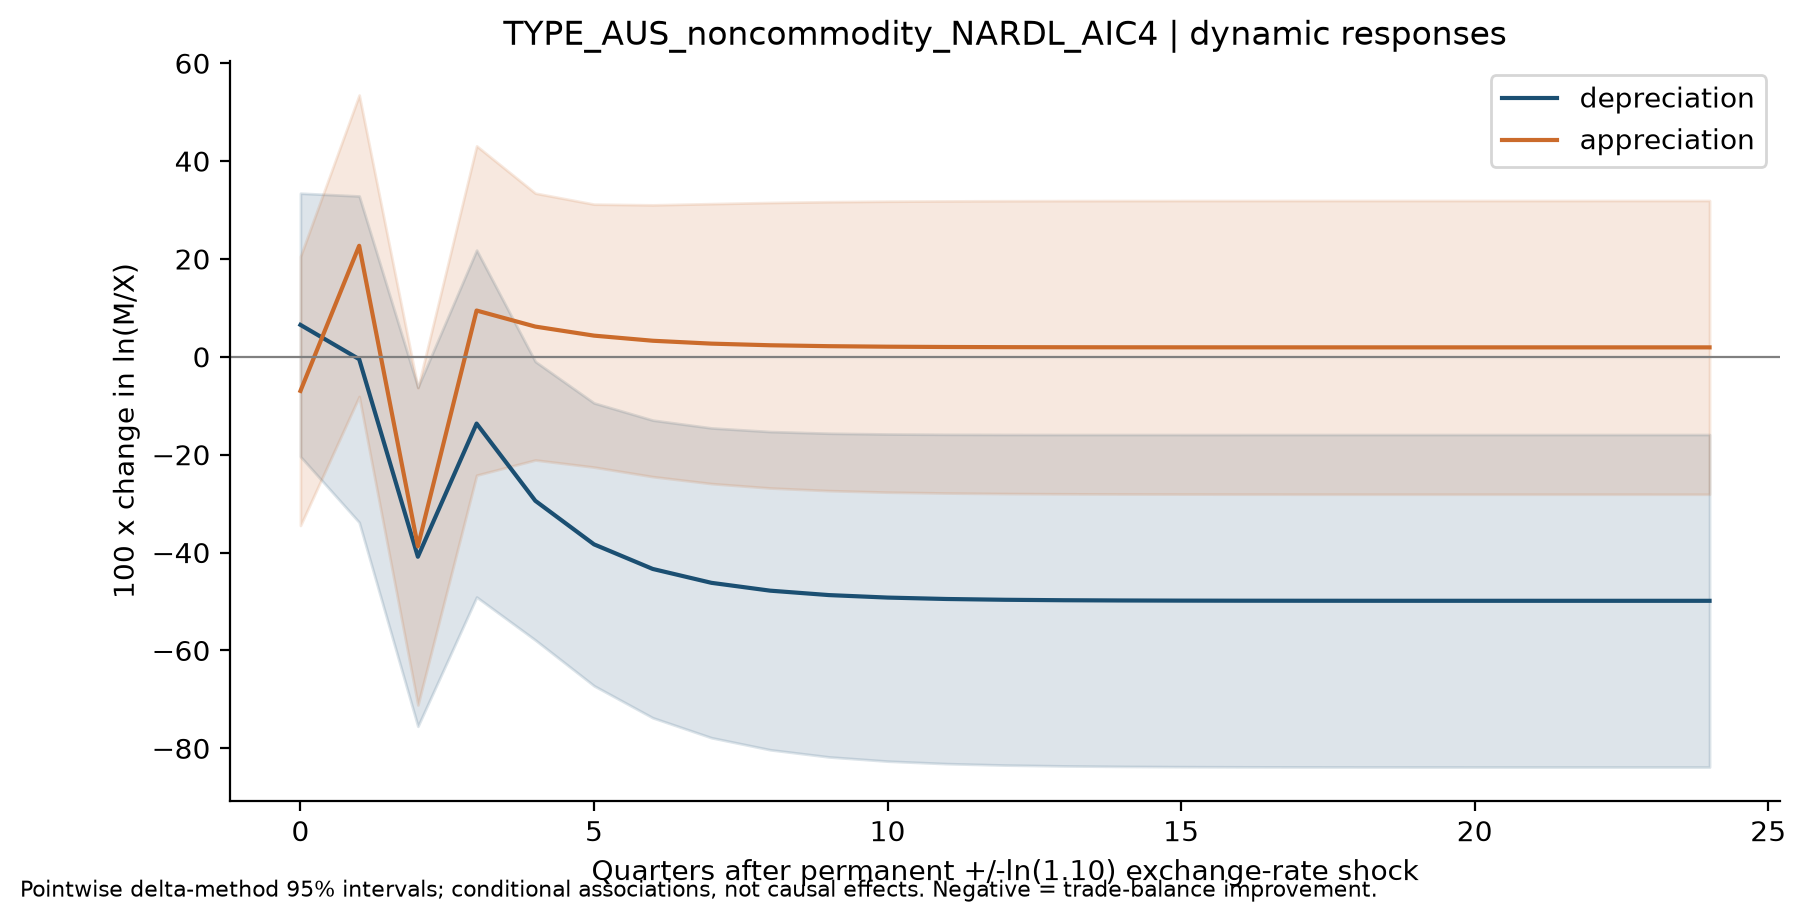 TYPE_AUS_noncommodity_NARDL_AIC4 | dynamic responses
depreciation
appreciation
100 x change in ln(M/X)
60
40
20
0
−20
−40
−60
−80
0
5
10
15
20
25
Quarters after permanent +/-ln(1.10) exchange-rate shock
Pointwise delta-method 95% intervals; conditional associations, not causal effects. Negative = trade-balance improvement.